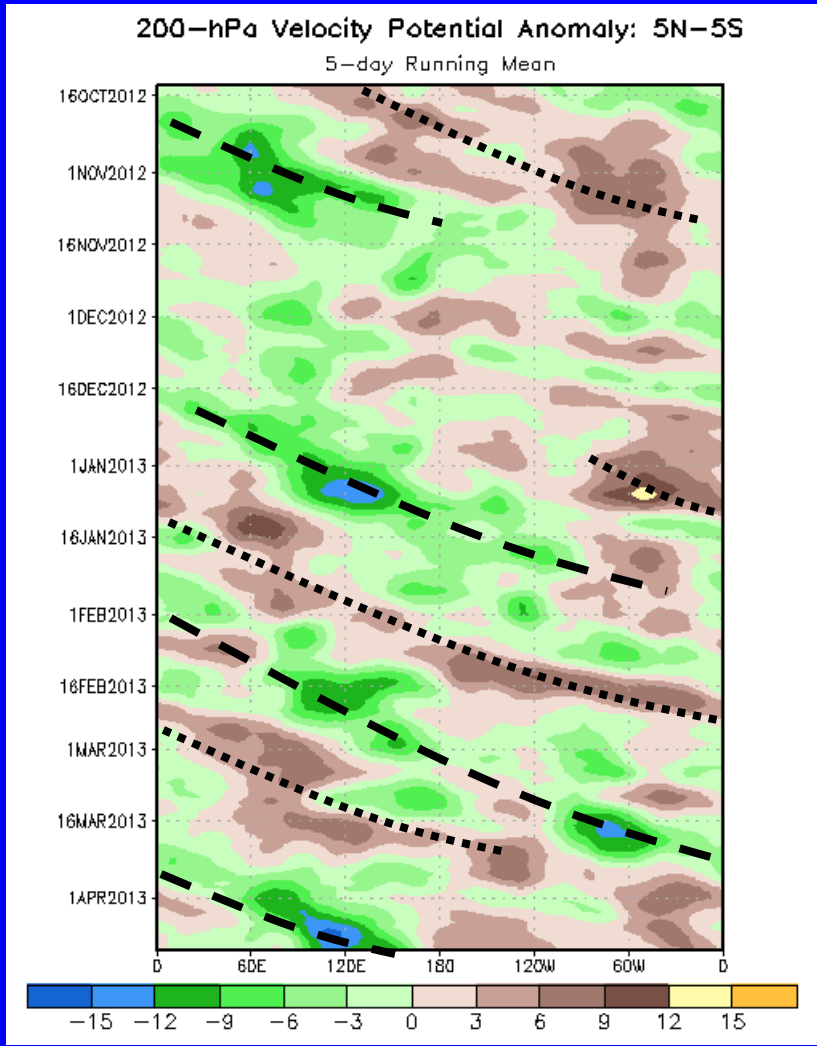 200-hPa Velocity Potential Anomaly: 5N-5S
5-day Running Mean
16OCT2012
1NOV2012
16NOV2012
1DEC2012
16DEC2012
1JAN2013
16JAN2013
1FEB2013
16FEB2013
1MAR2013
16MAR2013
1APR2013
0 60E 120E 180 120W 60W 0
-15 -12 -9 -6 -3 0 3 6 9 12 15